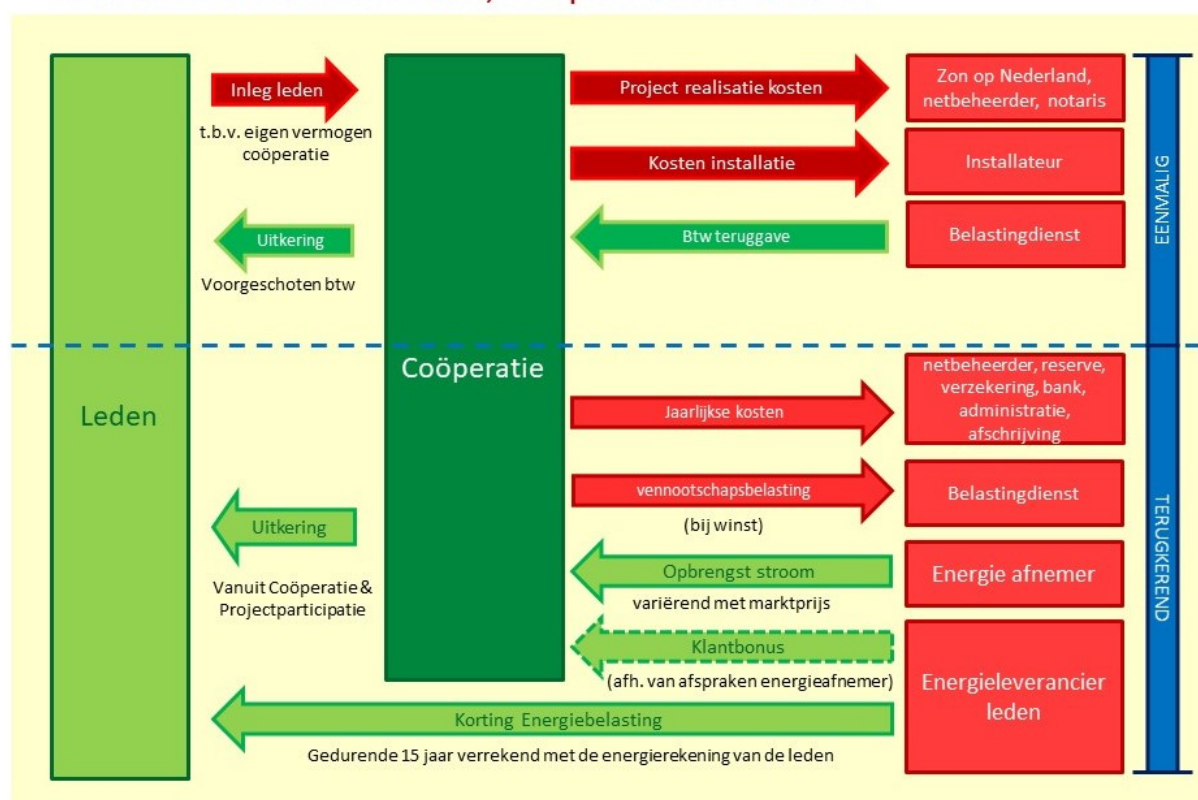 Inleg leden
t.b.v. eigen vermogen
coöperatie
Project realisatie kosten
Zon op Nederland,
netbeheerder, notaris
Kosten installatie
Installateur
Uitkering
Voorgeschoten btw
Btw teruggave
Belastingdienst
EENMALIG
Leden
Coöperatie
Jaarlijkse kosten
netbeheerder, reserve,
verzekering, bank,
administratie,
afschrijving
vennootschapsbelasting
(bij winst)
Belastingdienst
Uitkering
Vanuit Coöperatie &
Projectparticipatie
Opbrengst stroom
variërend met marktprijs
Energie afnemer
Klantbonus
(afh. van afspraken energieafnemer)
Energieleverancier
leden
Korting Energiebelasting
Gedurende 15 jaar verrekend met de energierekening van de leden
TERUGKEREND